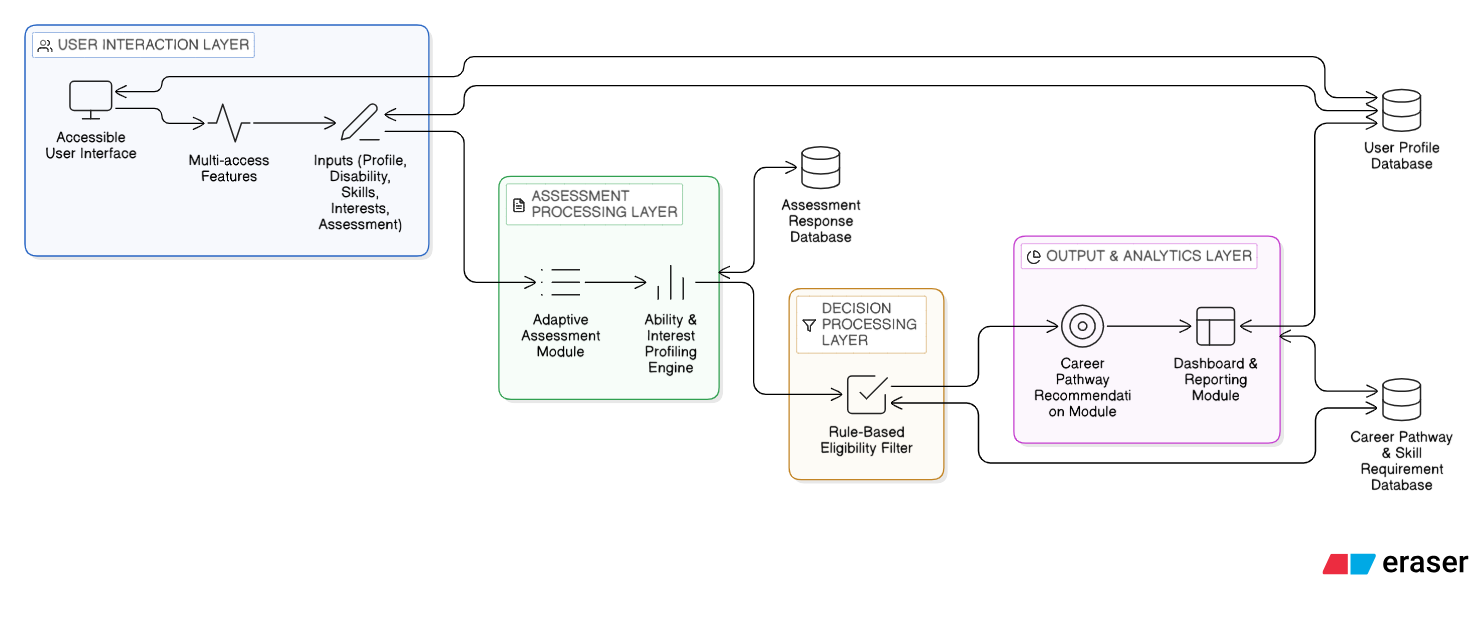 USER INTERACTION LAYER
Accessible
User Interface
Multi-access
Features
Inputs (Profile,
Disability,
Skills,
Interests,
Assessment)
ASSESSMENT
PROCESSING LAYER
Adaptive
Assessment
Module
Ability &
Interest
Profiling
Engine
Assessment
Response
Database
DECISION
PROCESSING
LAYER
Rule-Based
Eligibility Filter
OUTPUT & ANALYTICS LAYER
Career
Pathway
Recommendati
on Module
Dashboard &
Reporting
Module
User Profile
Database
Career Pathway
& Skill
Requirement
Database
eraser